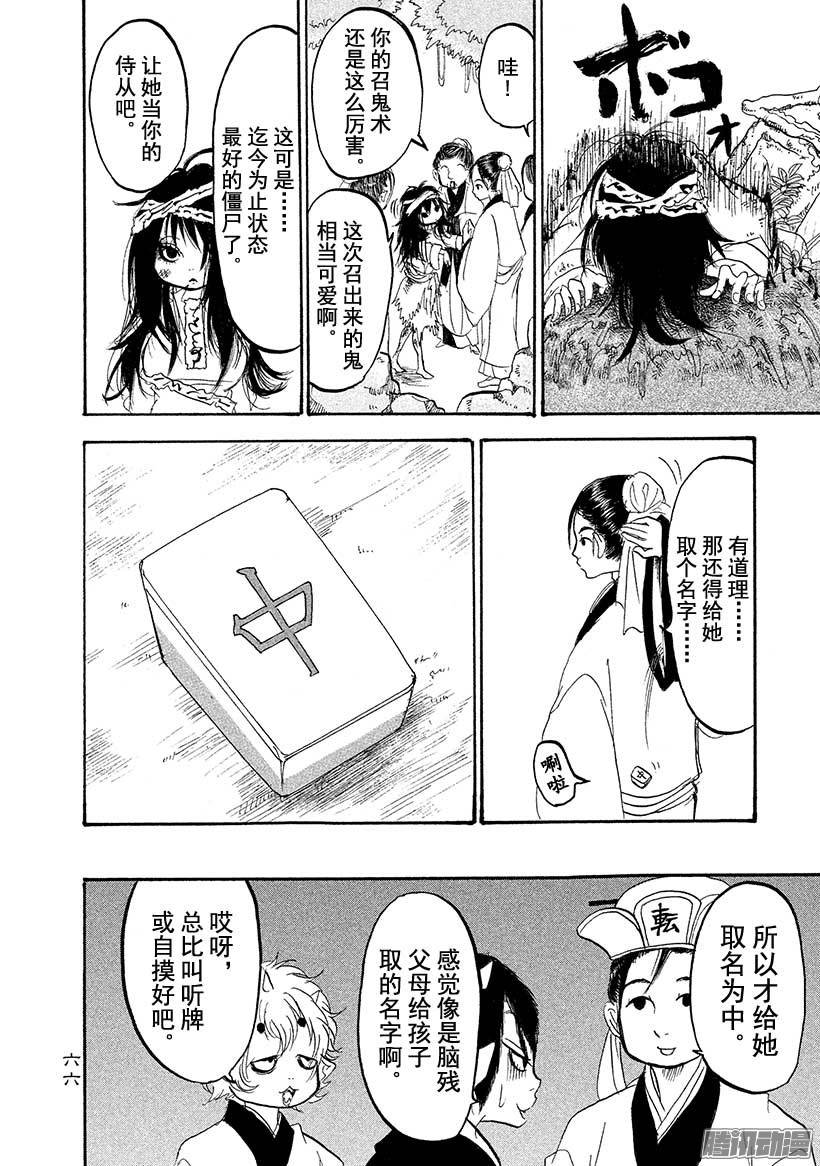 ボコォ
哇！
你的召鬼术
还是这么厉害。
这次召出来的鬼
相当可爱啊。
这可是……
迄今为止状态
最好的僵尸了。
让她当你的
侍从吧。
有道理……
那还得给她
取个名字……
唰
啦
中
中
転
所以才给她
取名为中。
感觉像是脑残
父母给孩子
取的名字啊。
哎呀，
总比叫听牌
或自摸好吧。
六六
腾讯动漫